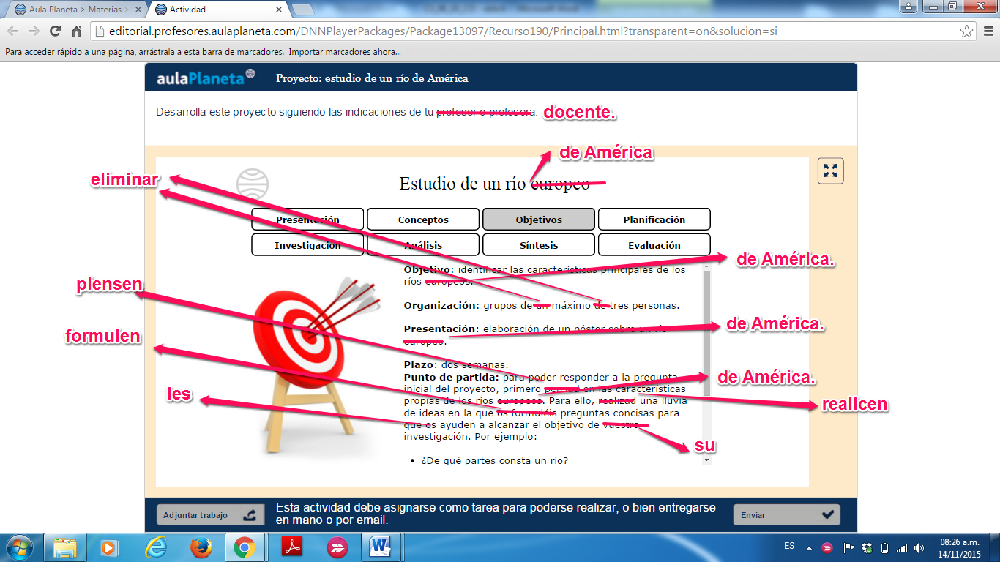 Aula Planeta > Materias >
Actividad
editorial.profesores.aulaplaneta.com/DNNPlayerPackages/Package13097/Recurso190/Principal.html?transparent=on&solucion=si
Para acceder rápido a una página, arrástrala a esta barra de marcadores. Importar marcadores ahora...
aulaPlaneta Proyecto: estudio de un río de América
Desarrolla este proyecto siguiendo las indicaciones de tu profesor o profesora. docente.
de América
eliminar
Estudio de un río europeo
Presentación Conceptos Objetivos Planificación
Investigación Análisis Síntesis Evaluación
de América.
Objetivo: identificar las características principales de los
ríos europeos.
piensen
Organización: grupos de un máximo de tres personas.
de América.
Presentación: elaboración de un póster sobre un río
europeo.
formulen
Plazo: dos semanas.
Punto de partida: para poder responder a la pregunta
de América.
inicial del proyecto, primero pensad en las características
les
propias de los ríos europeos. Para ello, realizad una lluvia
realicen
de ideas en la que os formuléis preguntas concisas para
que os ayuden a alcanzar el objetivo de vuestra
investigación. Por ejemplo:
su
• ¿De qué partes consta un río?
Adjuntar trabajo
Esta actividad debe asignarse como tarea para poderse realizar, o bien entregarse
en mano o por email.
Enviar
ES
08:26 a.m.
14/11/2015